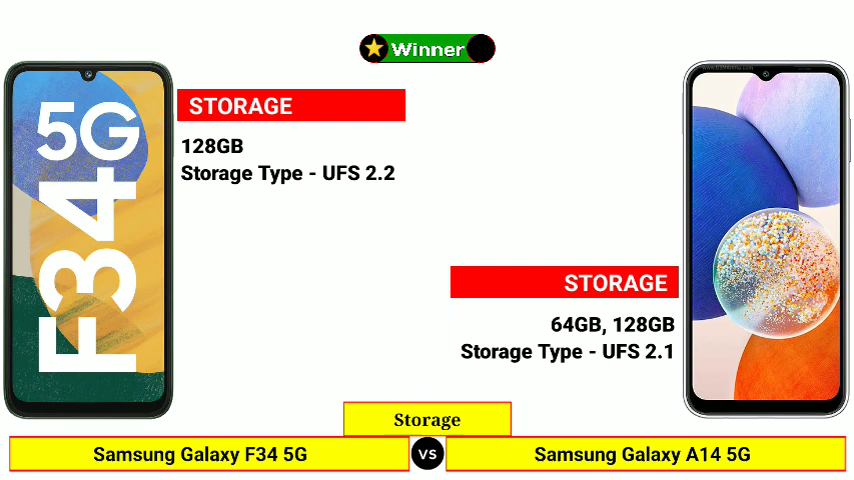 Winner
5G
F34
STORAGE
128GB
Storage Type - UFS 2.2
STORAGE
64GB, 128GB
Storage Type - UFS 2.1
Storage
Samsung Galaxy F34 5G
VS
Samsung Galaxy A14 5G